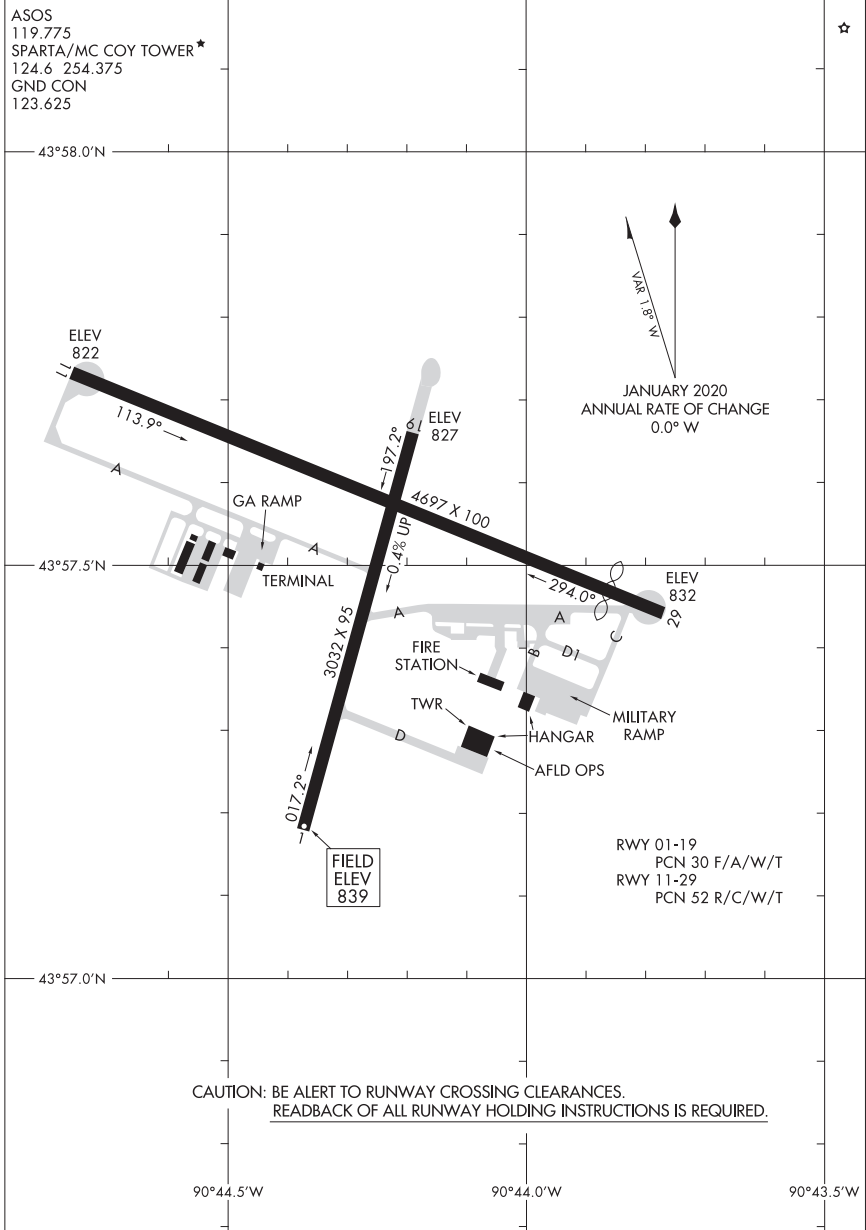 ASOS
119.775
SPARTA/MC COY TOWER★
124.6 254.375
GND CON
123.625
43°58.0'N
VAR 1.8° W
JANUARY 2020
ANNUAL RATE OF CHANGE
0.0° W
ELEV
822
11
113.9°
19
ELEV
827
197.2°
A
4697 X 100
GA RAMP
A
0.4% UP
43°57.5'N
TERMINAL
294.0°
ELEV
832
29
A
A
C
3032 X 95
FIRE
STATION
B
D1
TWR
MILITARY
RAMP
D
HANGAR
AFLD OPS
017.2°
1
FIELD
ELEV
839
RWY 01-19
PCN 30 F/A/W/T
RWY 11-29
PCN 52 R/C/W/T
43°57.0'N
CAUTION: BE ALERT TO RUNWAY CROSSING CLEARANCES.
READBACK OF ALL RUNWAY HOLDING INSTRUCTIONS IS REQUIRED.
90°44.5'W
90°44.0'W
90°43.5'W